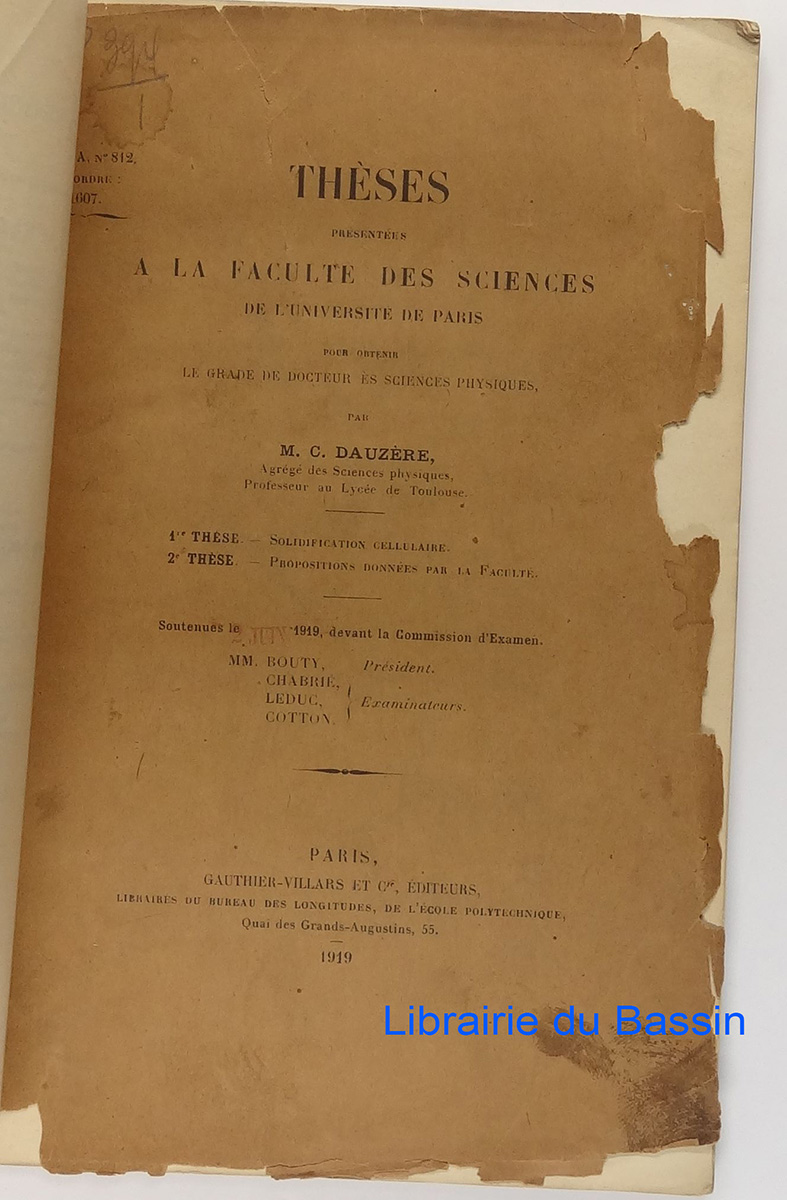 294
1
A, N° 812.
ORDRE :
1607.
THÈSES
PRÉSENTÉES
A LA FACULTÉ DES SCIENCES
DE L'UNIVERSITÉ DE PARIS
POUR OBTENIR
LE GRADE DE DOCTEUR ÈS SCIENCES PHYSIQUES,
PAR
M. C. DAUZÈRE,
Agrégé des Sciences physiques,
Professeur au Lycée de Toulouse.
1re THÈSE. — SOLIDIFICATION CELLULAIRE.
2e THÈSE. — PROPOSITIONS DONNÉES PAR LA FACULTÉ.
Soutenues le 2 JUIN 1919, devant la Commission d'Examen.
MM. BOUTY, Président.
CHABRIÉ,
LEDUC, Examinateurs.
COTTON.
PARIS,
GAUTHIER-VILLARS ET Cie, ÉDITEURS,
LIBRAIRES DU BUREAU DES LONGITUDES, DE L'ÉCOLE POLYTECHNIQUE,
Quai des Grands-Augustins, 55.
1919
Librairie du Bassin